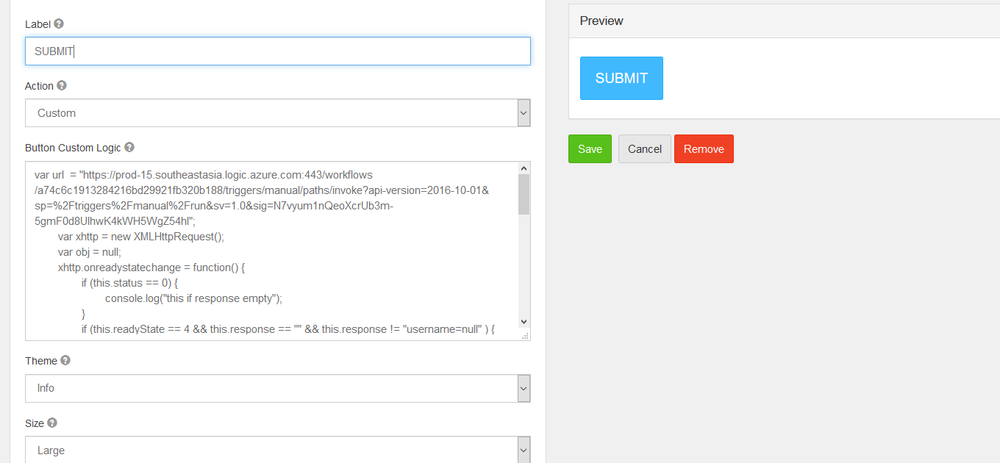 Label
SUBMIT
Action
Custom
Button Custom Logic
var url  = "https://prod-15.southeastasia.logic.azure.com:443/workflows
/a74c6c1913284216bd29921fb320b188/triggers/manual/paths/invoke?api-version=2016-10-01&
sp=%2Ftriggers%2Fmanual%2Frun&sv=1.0&sig=N7vyum1nQeoXcrUb3m-
5gmF0d8UlhwK4kWH5WgZ54hI";
var xhttp = new XMLHttpRequest();
var obj = null;
xhttp.onreadystatechange = function() {
if (this.status == 0) {
console.log("this if response empty");
}
if (this.readyState == 4 && this.response == "" && this.response != "username=null" ) {
Theme
Info
Size
Large
Preview
SUBMIT
Save Cancel Remove